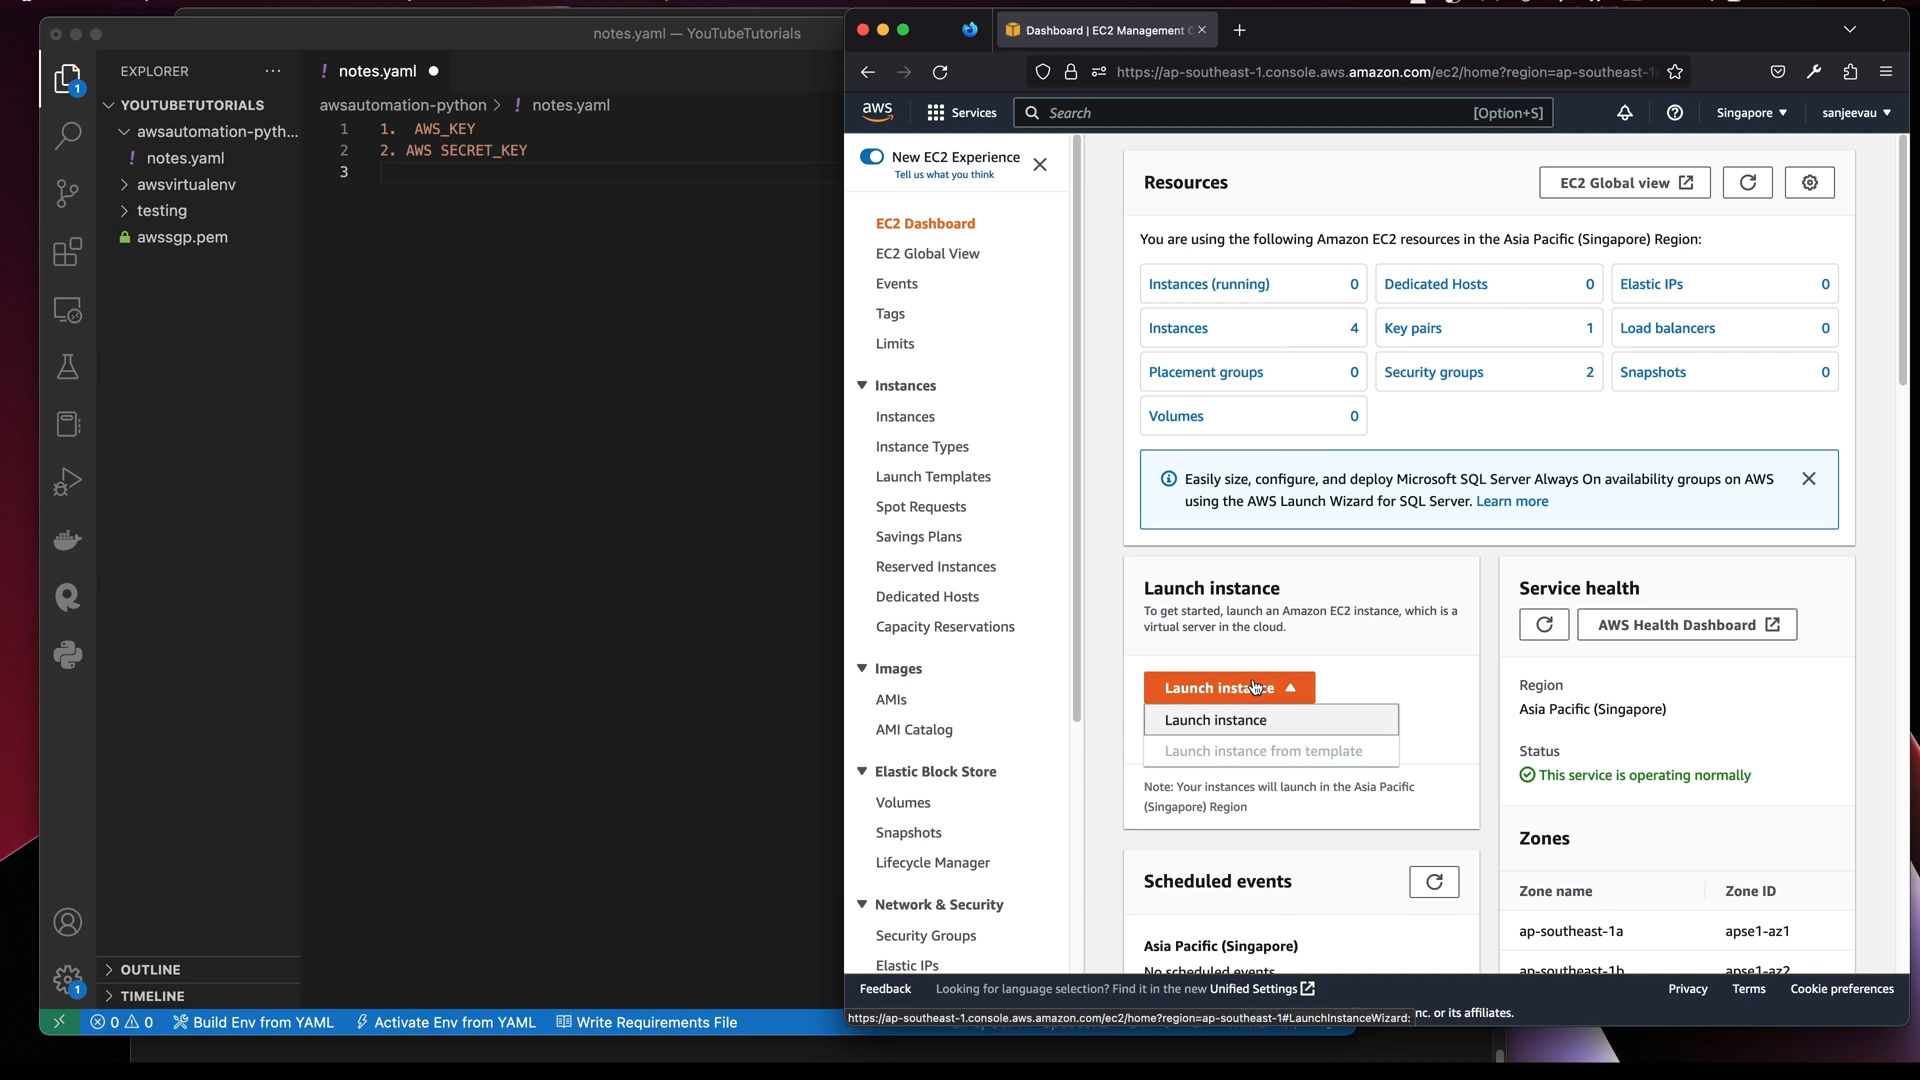 notes.yaml — YouTubeTutorials
EXPLORER
YOUTUBETUTORIALS
awsautomation-pyth...
! notes.yaml
awsvirtualenv
testing
awssgp.pem
OUTLINE
TIMELINE
1
1
! notes.yaml
awsautomation-python > ! notes.yaml
1 1. AWS_KEY
2 2. AWS SECRET_KEY
3
0 0 Build Env from YAML Activate Env from YAML Write Requirements File
Dashboard | EC2 Management C
https://ap-southeast-1.console.aws.amazon.com/ec2/home?region=ap-southeast-1
aws Services Search [Option+S] Singapore sanjeevau
New EC2 Experience
Tell us what you think
EC2 Dashboard
EC2 Global View
Events
Tags
Limits
Instances
Instances
Instance Types
Launch Templates
Spot Requests
Savings Plans
Reserved Instances
Dedicated Hosts
Capacity Reservations
Images
AMIs
AMI Catalog
Elastic Block Store
Volumes
Snapshots
Lifecycle Manager
Network & Security
Security Groups
Elastic IPs
Resources
EC2 Global view
You are using the following Amazon EC2 resources in the Asia Pacific (Singapore) Region:
Instances (running) 0 Dedicated Hosts 0 Elastic IPs 0
Instances 4 Key pairs 1 Load balancers 0
Placement groups 0 Security groups 2 Snapshots 0
Volumes 0
Easily size, configure, and deploy Microsoft SQL Server Always On availability groups on AWS
using the AWS Launch Wizard for SQL Server. Learn more
Launch instance
To get started, launch an Amazon EC2 instance, which is a
virtual server in the cloud.
Launch instance
Launch instance
Launch instance from template
Note: Your instances will launch in the Asia Pacific
(Singapore) Region
Scheduled events
Asia Pacific (Singapore)
No scheduled events
Service health
AWS Health Dashboard
Region
Asia Pacific (Singapore)
Status
This service is operating normally
Zones
Zone name Zone ID
ap-southeast-1a apse1-az1
ap-southeast-1b apse1-az2
Feedback Looking for language selection? Find it in the new Unified Settings Privacy Terms Cookie preferences
https://ap-southeast-1.console.aws.amazon.com/ec2/home?region=ap-southeast-1#LaunchInstanceWizard: nc. or its affiliates.